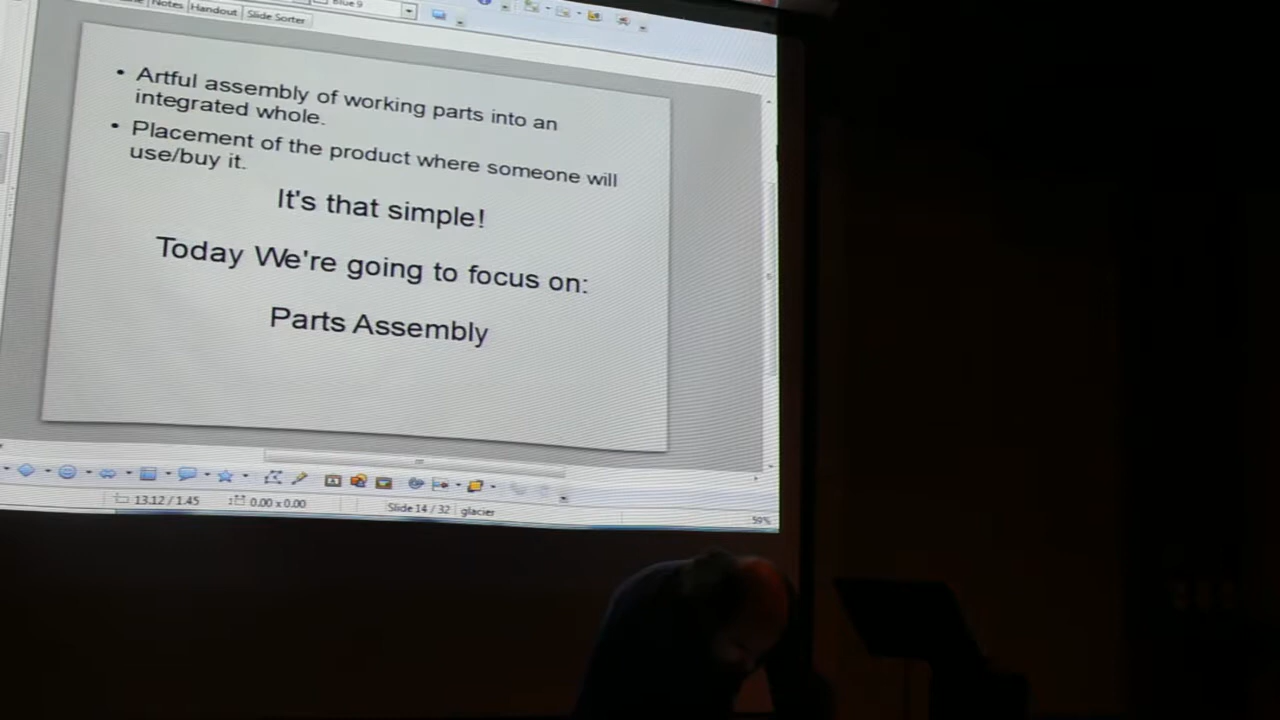 Notes Handout Slide Sorter
Blue 9
• Artful assembly of working parts into an
integrated whole.
• Placement of the product where someone will
use/buy it.
It's that simple!
Today We're going to focus on:
Parts Assembly
13.12 / 1.45 0.00 x 0.00 Slide 14 / 32 glacier 59%